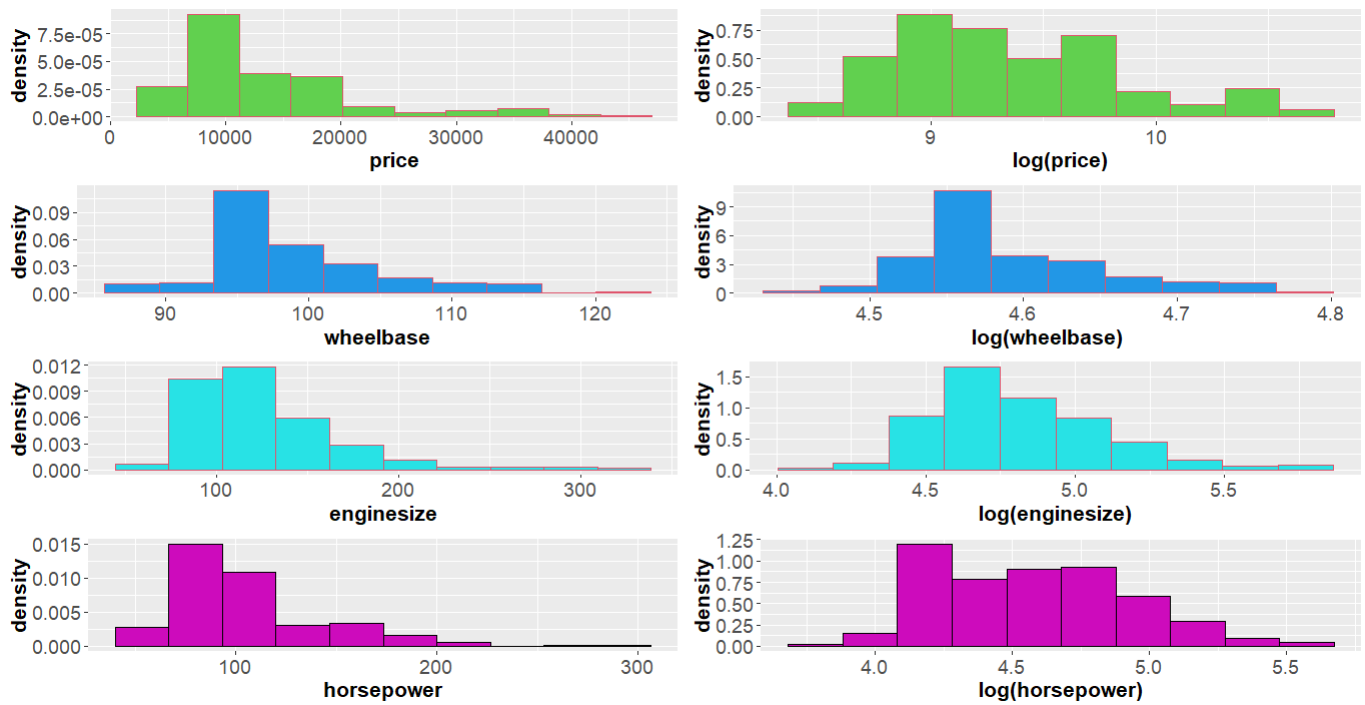 density
7.5e-05
5.0e-05
2.5e-05
0.0e+00
0 10000 20000 30000 40000
price
density
0.75
0.50
0.25
0.00
9 10
log(price)
density
0.09
0.06
0.03
0.00
90 100 110 120
wheelbase
density
9
6
3
0
4.5 4.6 4.7 4.8
log(wheelbase)
density
0.012
0.009
0.006
0.003
0.000
100 200 300
enginesize
density
1.5
1.0
0.5
0.0
4.0 4.5 5.0 5.5
log(enginesize)
density
0.015
0.010
0.005
0.000
100 200 300
horsepower
density
1.25
1.00
0.75
0.50
0.25
0.00
4.0 4.5 5.0 5.5
log(horsepower)